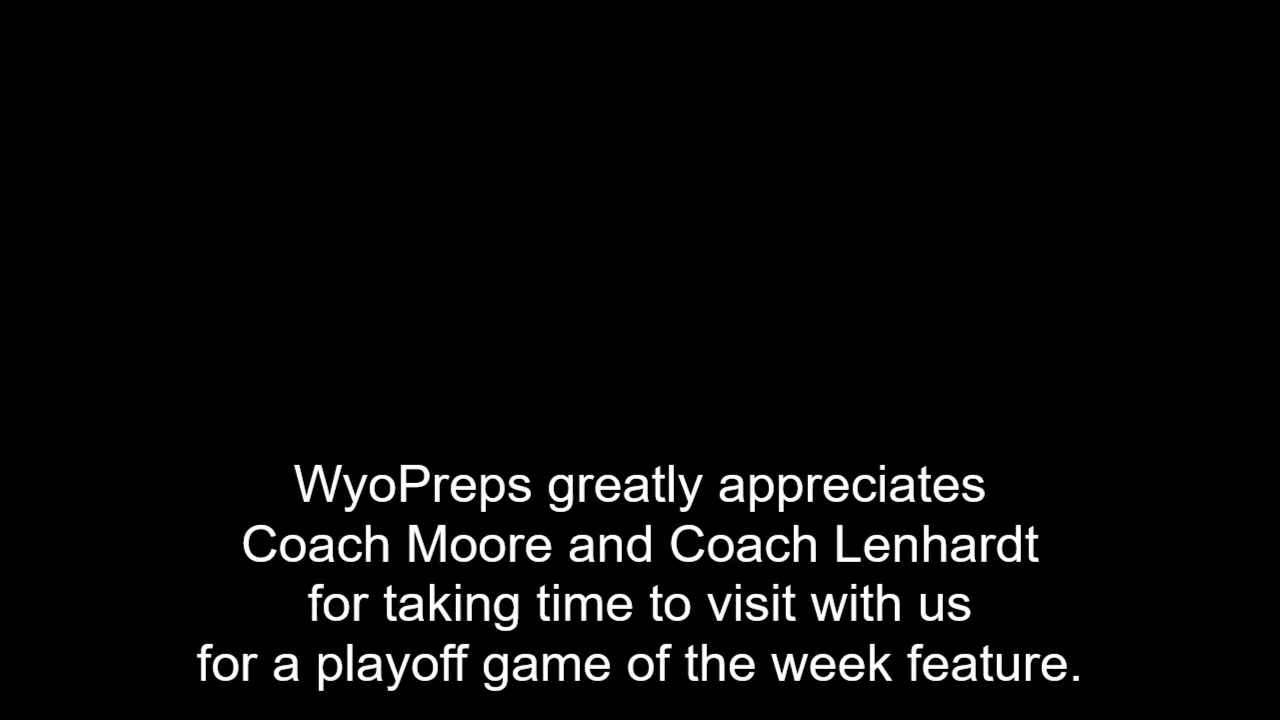 WyoPreps greatly appreciates
Coach Moore and Coach Lenhardt
for taking time to visit with us
for a playoff game of the week feature.